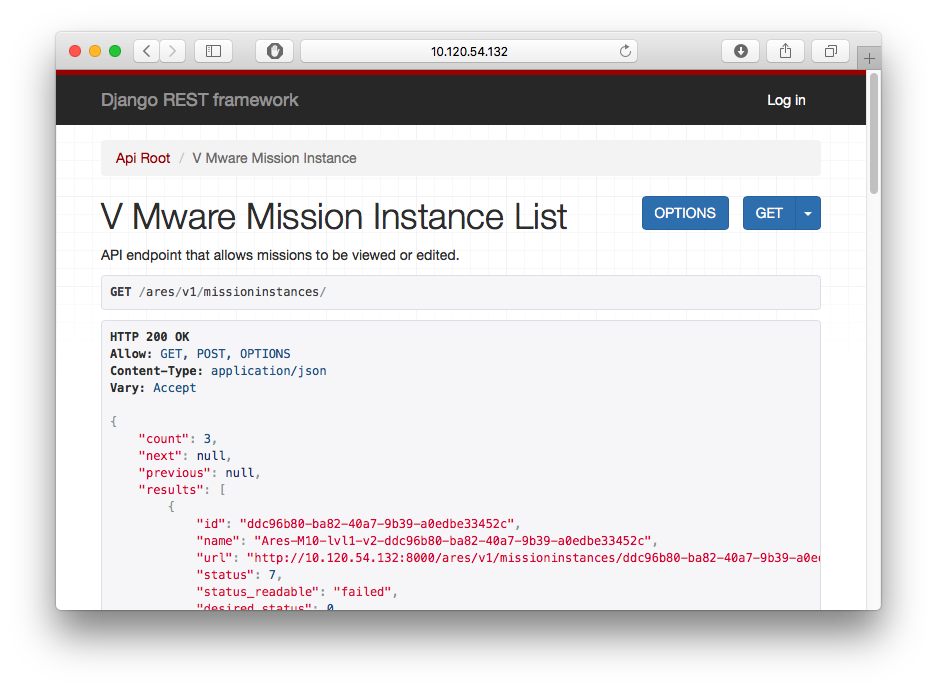 10.120.54.132
Django REST framework
Log in
Api Root / V Mware Mission Instance
V Mware Mission Instance List
OPTIONS
GET
API endpoint that allows missions to be viewed or edited.
GET /ares/v1/missioninstances/
HTTP 200 OK
Allow: GET, POST, OPTIONS
Content-Type: application/json
Vary: Accept
{
"count": 3,
"next": null,
"previous": null,
"results": [
{
"id": "ddc96b80-ba82-40a7-9b39-a0edbe33452c",
"name": "Ares-M10-lvl1-v2-ddc96b80-ba82-40a7-9b39-a0edbe33452c",
"url": "http://10.120.54.132:8000/ares/v1/missioninstances/ddc96b80-ba82-40a7-9b39-a0e
"status": 7,
"status_readable": "failed",
"desired_status": 0